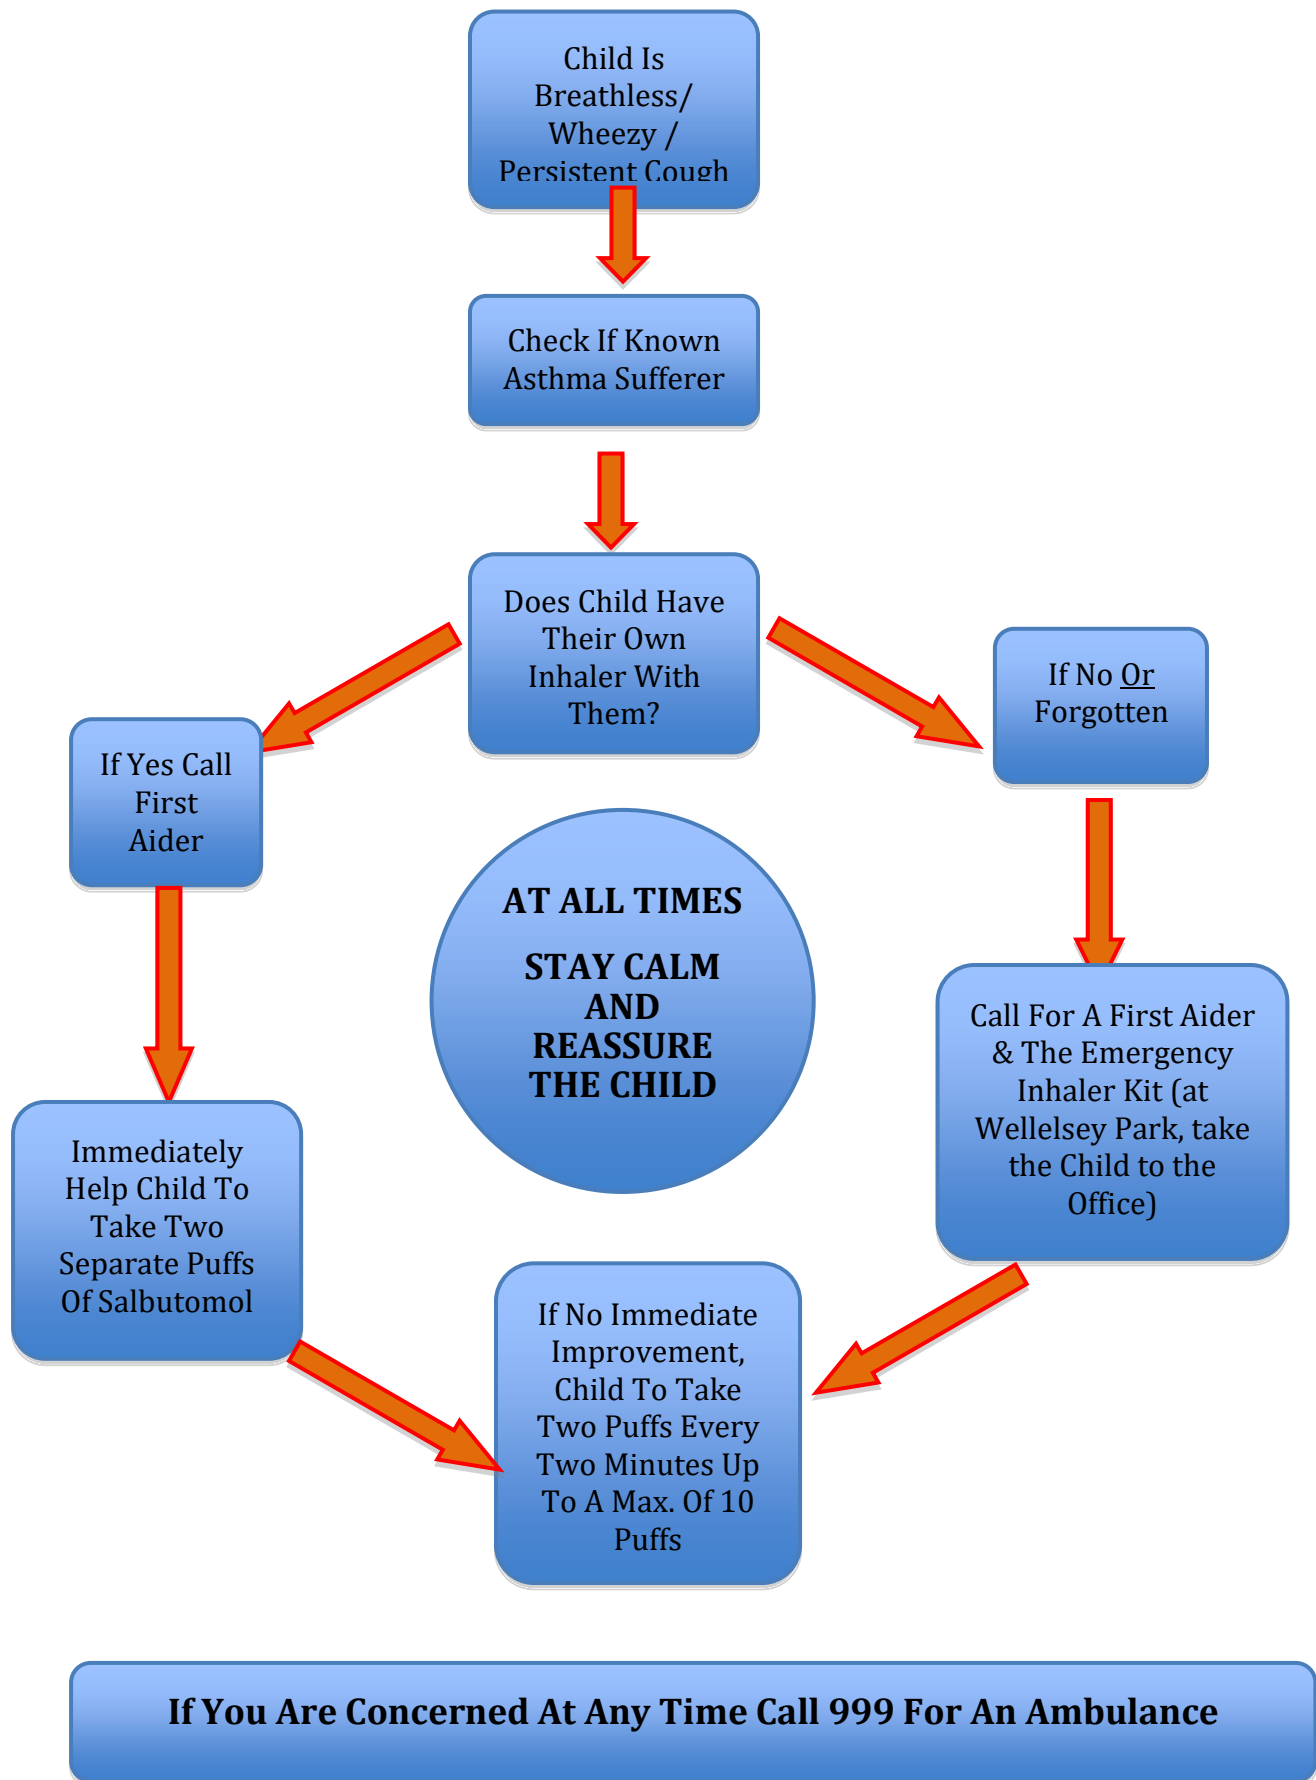 Child Is
Breathless/
Wheezy /
Persistent Cough
Check If Known
Asthma Sufferer
Does Child Have
Their Own
Inhaler With
Them?
If No Or
Forgotten
If Yes Call
First
Aider
AT ALL TIMES
STAY CALM
AND
REASSURE
THE CHILD
Call For A First Aider
& The Emergency
Inhaler Kit (at
Wellelsey Park, take
the Child to the
Office)
Immediately
Help Child To
Take Two
Separate Puffs
Of Salbutomol
If No Immediate
Improvement,
Child To Take
Two Puffs Every
Two Minutes Up
To A Max. Of 10
Puffs
If You Are Concerned At Any Time Call 999 For An Ambulance